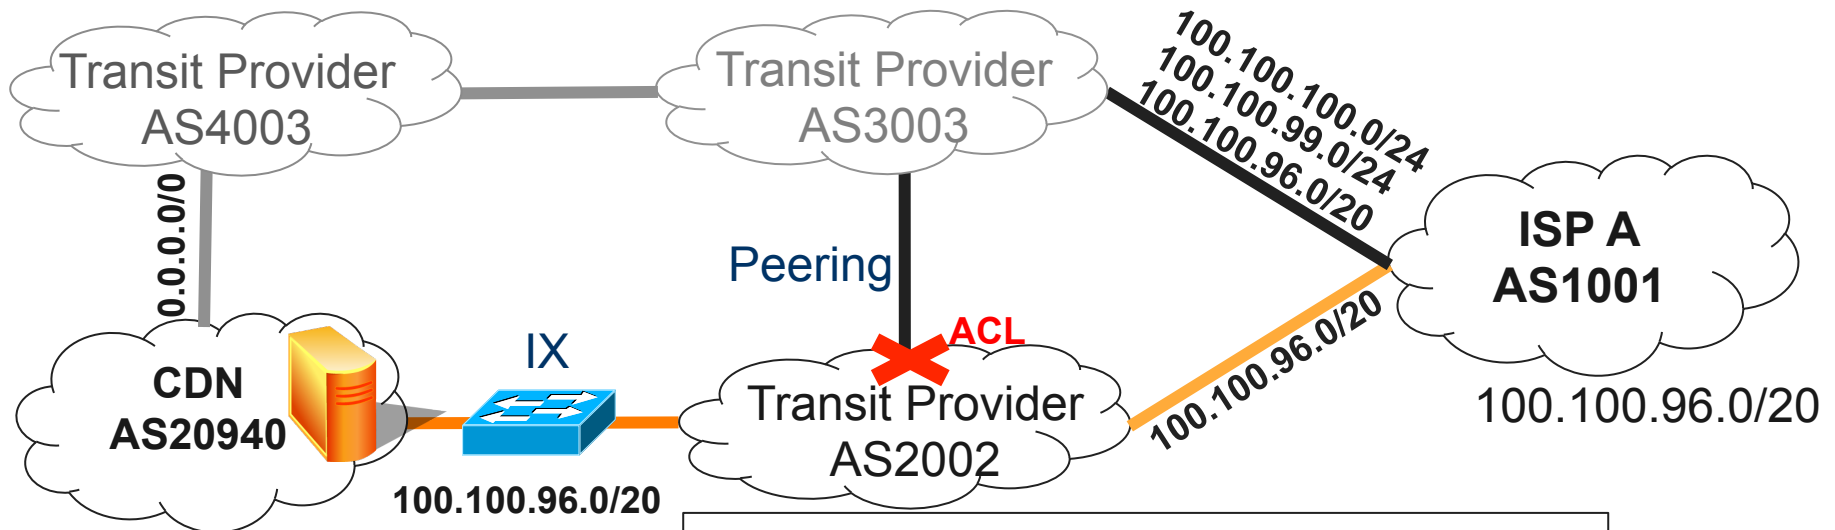 Transit Provider
AS4003
Transit Provider
AS3003
100.100.100.0/24
100.100.99.0/24
100.100.96.0/20
0.0.0.0/0
Peering
ISP A
AS1001
ACL
IX
CDN
AS20940
Transit Provider
AS2002
100.100.96.0/20
100.100.96.0/20
100.100.96.0/20